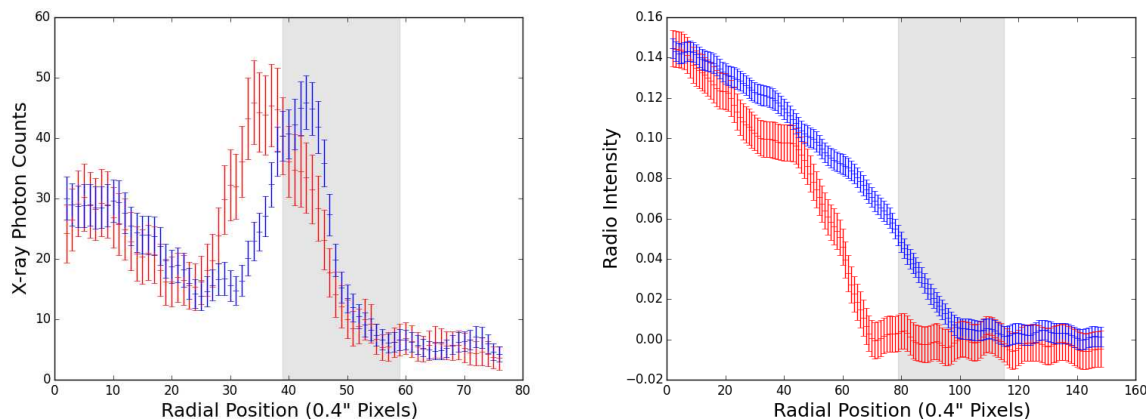 60
50
40
30
20
10
0
X-ray Photon Counts
0 10 20 30 40 50 60 70 80
Radial Position (0.4" Pixels)
0.16
0.14
0.12
0.10
0.08
0.06
0.04
0.02
0.00
−0.02
Radio Intensity
0 20 40 60 80 100 120 140 160
Radial Position (0.4" Pixels)